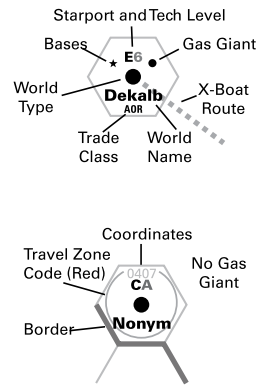 Starport and Tech Level
Bases
Gas Giant
E6
World
Type
Dekalb
X-Boat
Route
AOR
Trade
Class
World
Name
Coordinates
Travel Zone
Code (Red)
0407
No Gas
Giant
CA
Nonym
Border